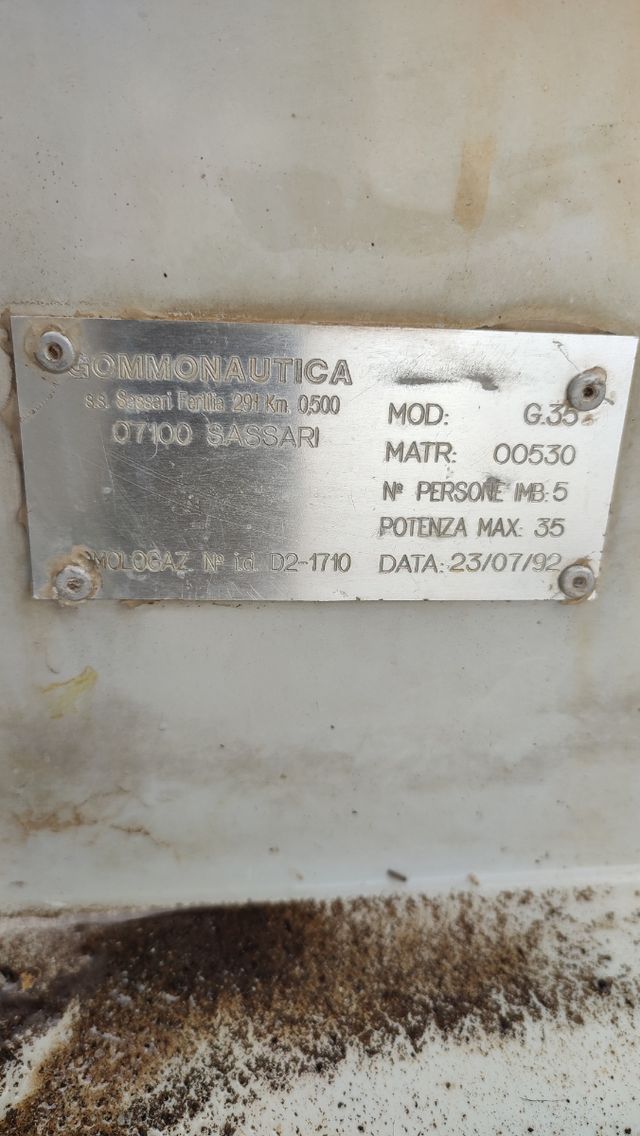 GOMMONAUTICA
s.s. Sassari Fertilia 291 Km. 0,500
07100 SASSARI
MOD: G.35
MATR: 00530
Nº PERSONE IMB: 5
POTENZA MAX: 35
OMOLOGAZ Nº i.d. D2-1710
DATA: 23/07/92